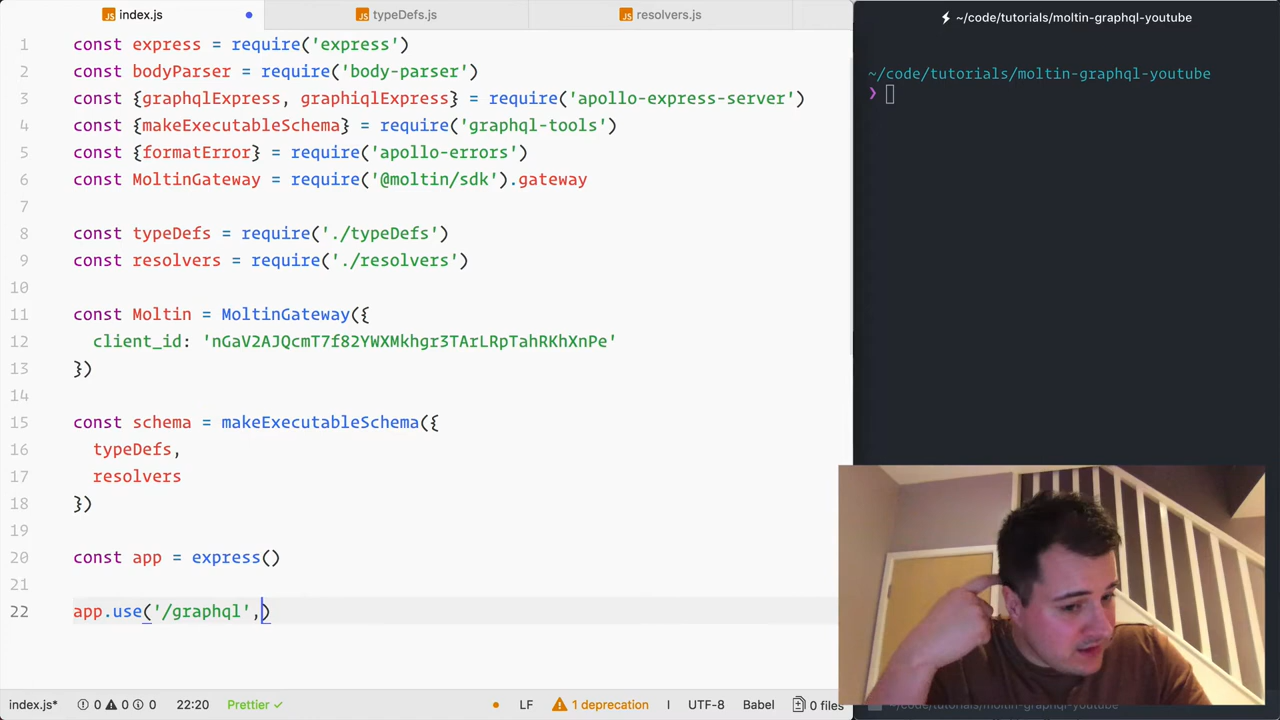 index.js
typeDefs.js
resolvers.js
~/code/tutorials/moltin-graphql-youtube
1 const express = require('express')
2 const bodyParser = require('body-parser')
3 const {graphqlExpress, graphiqlExpress} = require('apollo-express-server')
4 const {makeExecutableSchema} = require('graphql-tools')
5 const {formatError} = require('apollo-errors')
6 const MoltinGateway = require('@moltin/sdk').gateway
7
8 const typeDefs = require('./typeDefs')
9 const resolvers = require('./resolvers')
10
11 const Moltin = MoltinGateway({
12 client_id: 'nGaV2AJQcmT7f82YWXMkhgr3TArLRpTahRKhXnPe'
13 })
14
15 const schema = makeExecutableSchema({
16 typeDefs,
17 resolvers
18 })
19
20 const app = express()
21
22 app.use('/graphql',)
~/code/tutorials/moltin-graphql-youtube
❯
index.js* 0 0 0 22:20 Prettier ✓ LF 1 deprecation UTF-8 Babel 0 files
~/code/tutorials/moltin-graphql-youtube